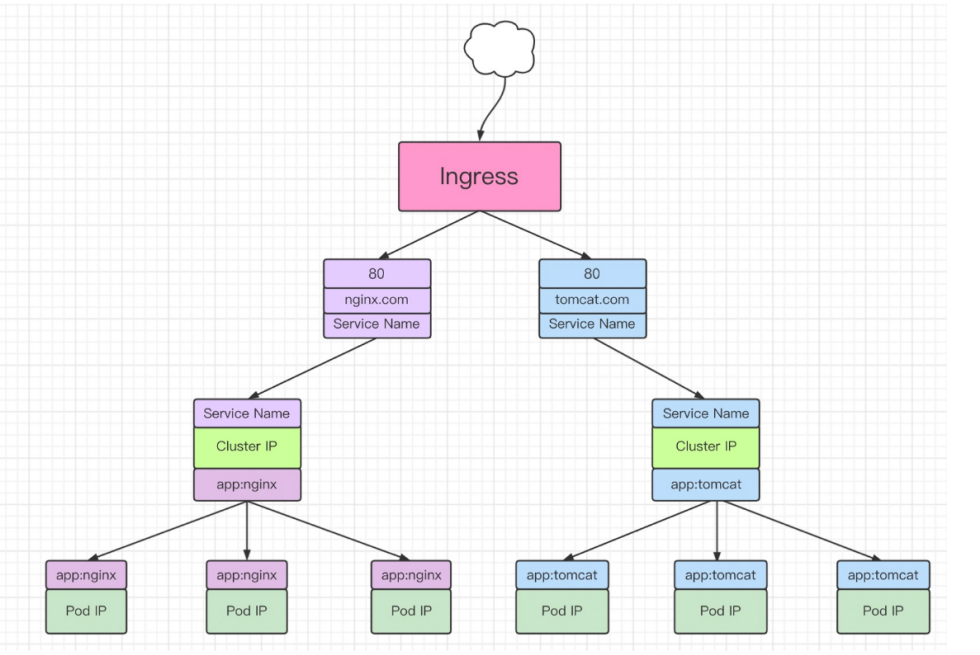 Ingress
80
nginx.com
Service Name
80
tomcat.com
Service Name
Service Name
Cluster IP
app:nginx
Service Name
Cluster IP
app:tomcat
app:nginx
Pod IP
app:nginx
Pod IP
app:nginx
Pod IP
app:tomcat
Pod IP
app:tomcat
Pod IP
app:tomcat
Pod IP